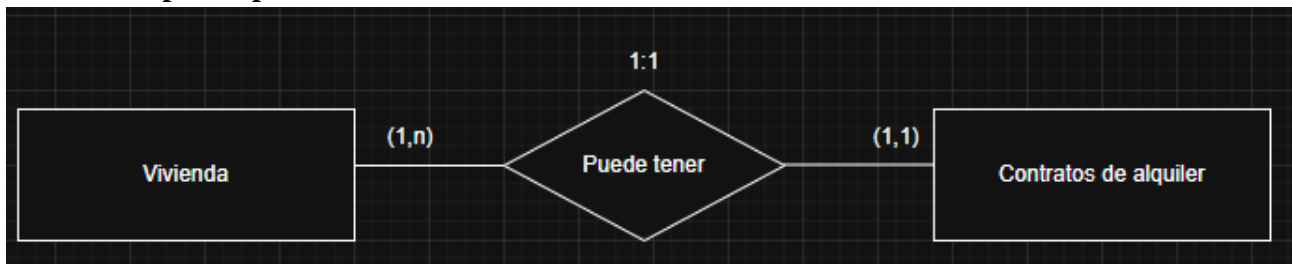 1:1
(1,n)
(1,1)
Vivienda
Puede tener
Contratos de alquiler